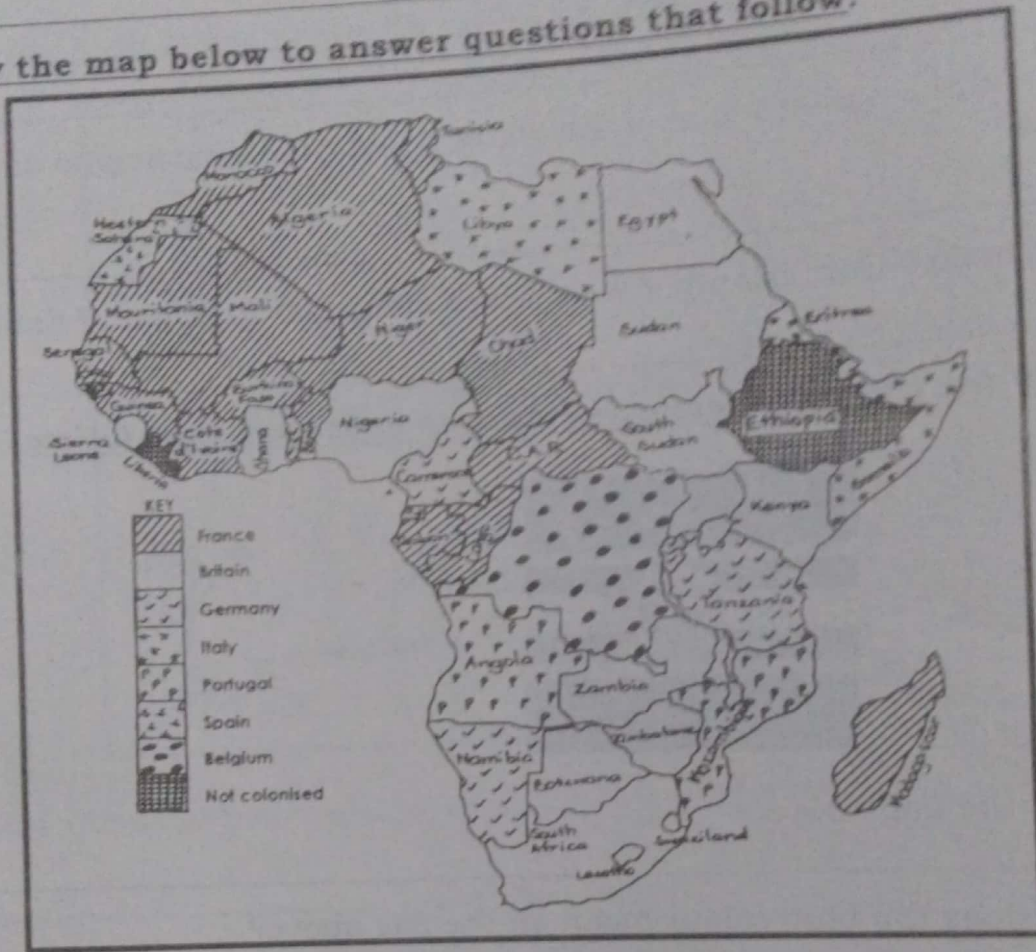 the map below to answer questions that follow.
Tunisia
Morocco
Algeria
Libya
Egypt
Western
Sahara
Mauritania
Mali
Niger
Chad
Sudan
Eritrea
Senegal
Guinea
Burkina
Faso
Nigeria
Ethiopia
South
Sudan
Sierra
Leone
Liberia
Cote
d'Ivoire
Ghana
C.A.R
Cameroon
Somalia
Kenya
KEY
France
Britain
Germany
Italy
Portugal
Spain
Belgium
Not colonised
Tanzania
Angola
Zambia
Zimbabwe
Mozambique
Namibia
Botswana
South
Africa
Swaziland
Lesotho
Madagascar